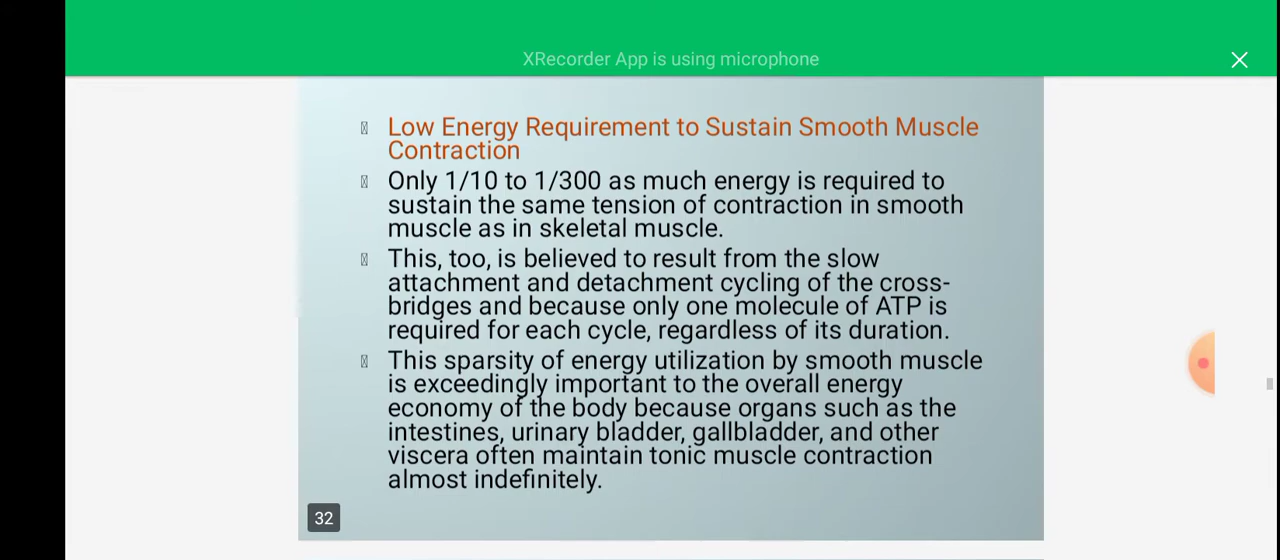 XRecorder App is using microphone
Low Energy Requirement to Sustain Smooth Muscle
Contraction
Only 1/10 to 1/300 as much energy is required to
sustain the same tension of contraction in smooth
muscle as in skeletal muscle.
This, too, is believed to result from the slow
attachment and detachment cycling of the cross-
bridges and because only one molecule of ATP is
required for each cycle, regardless of its duration.
This sparsity of energy utilization by smooth muscle
is exceedingly important to the overall energy
economy of the body because organs such as the
intestines, urinary bladder, gallbladder, and other
viscera often maintain tonic muscle contraction
almost indefinitely.
32